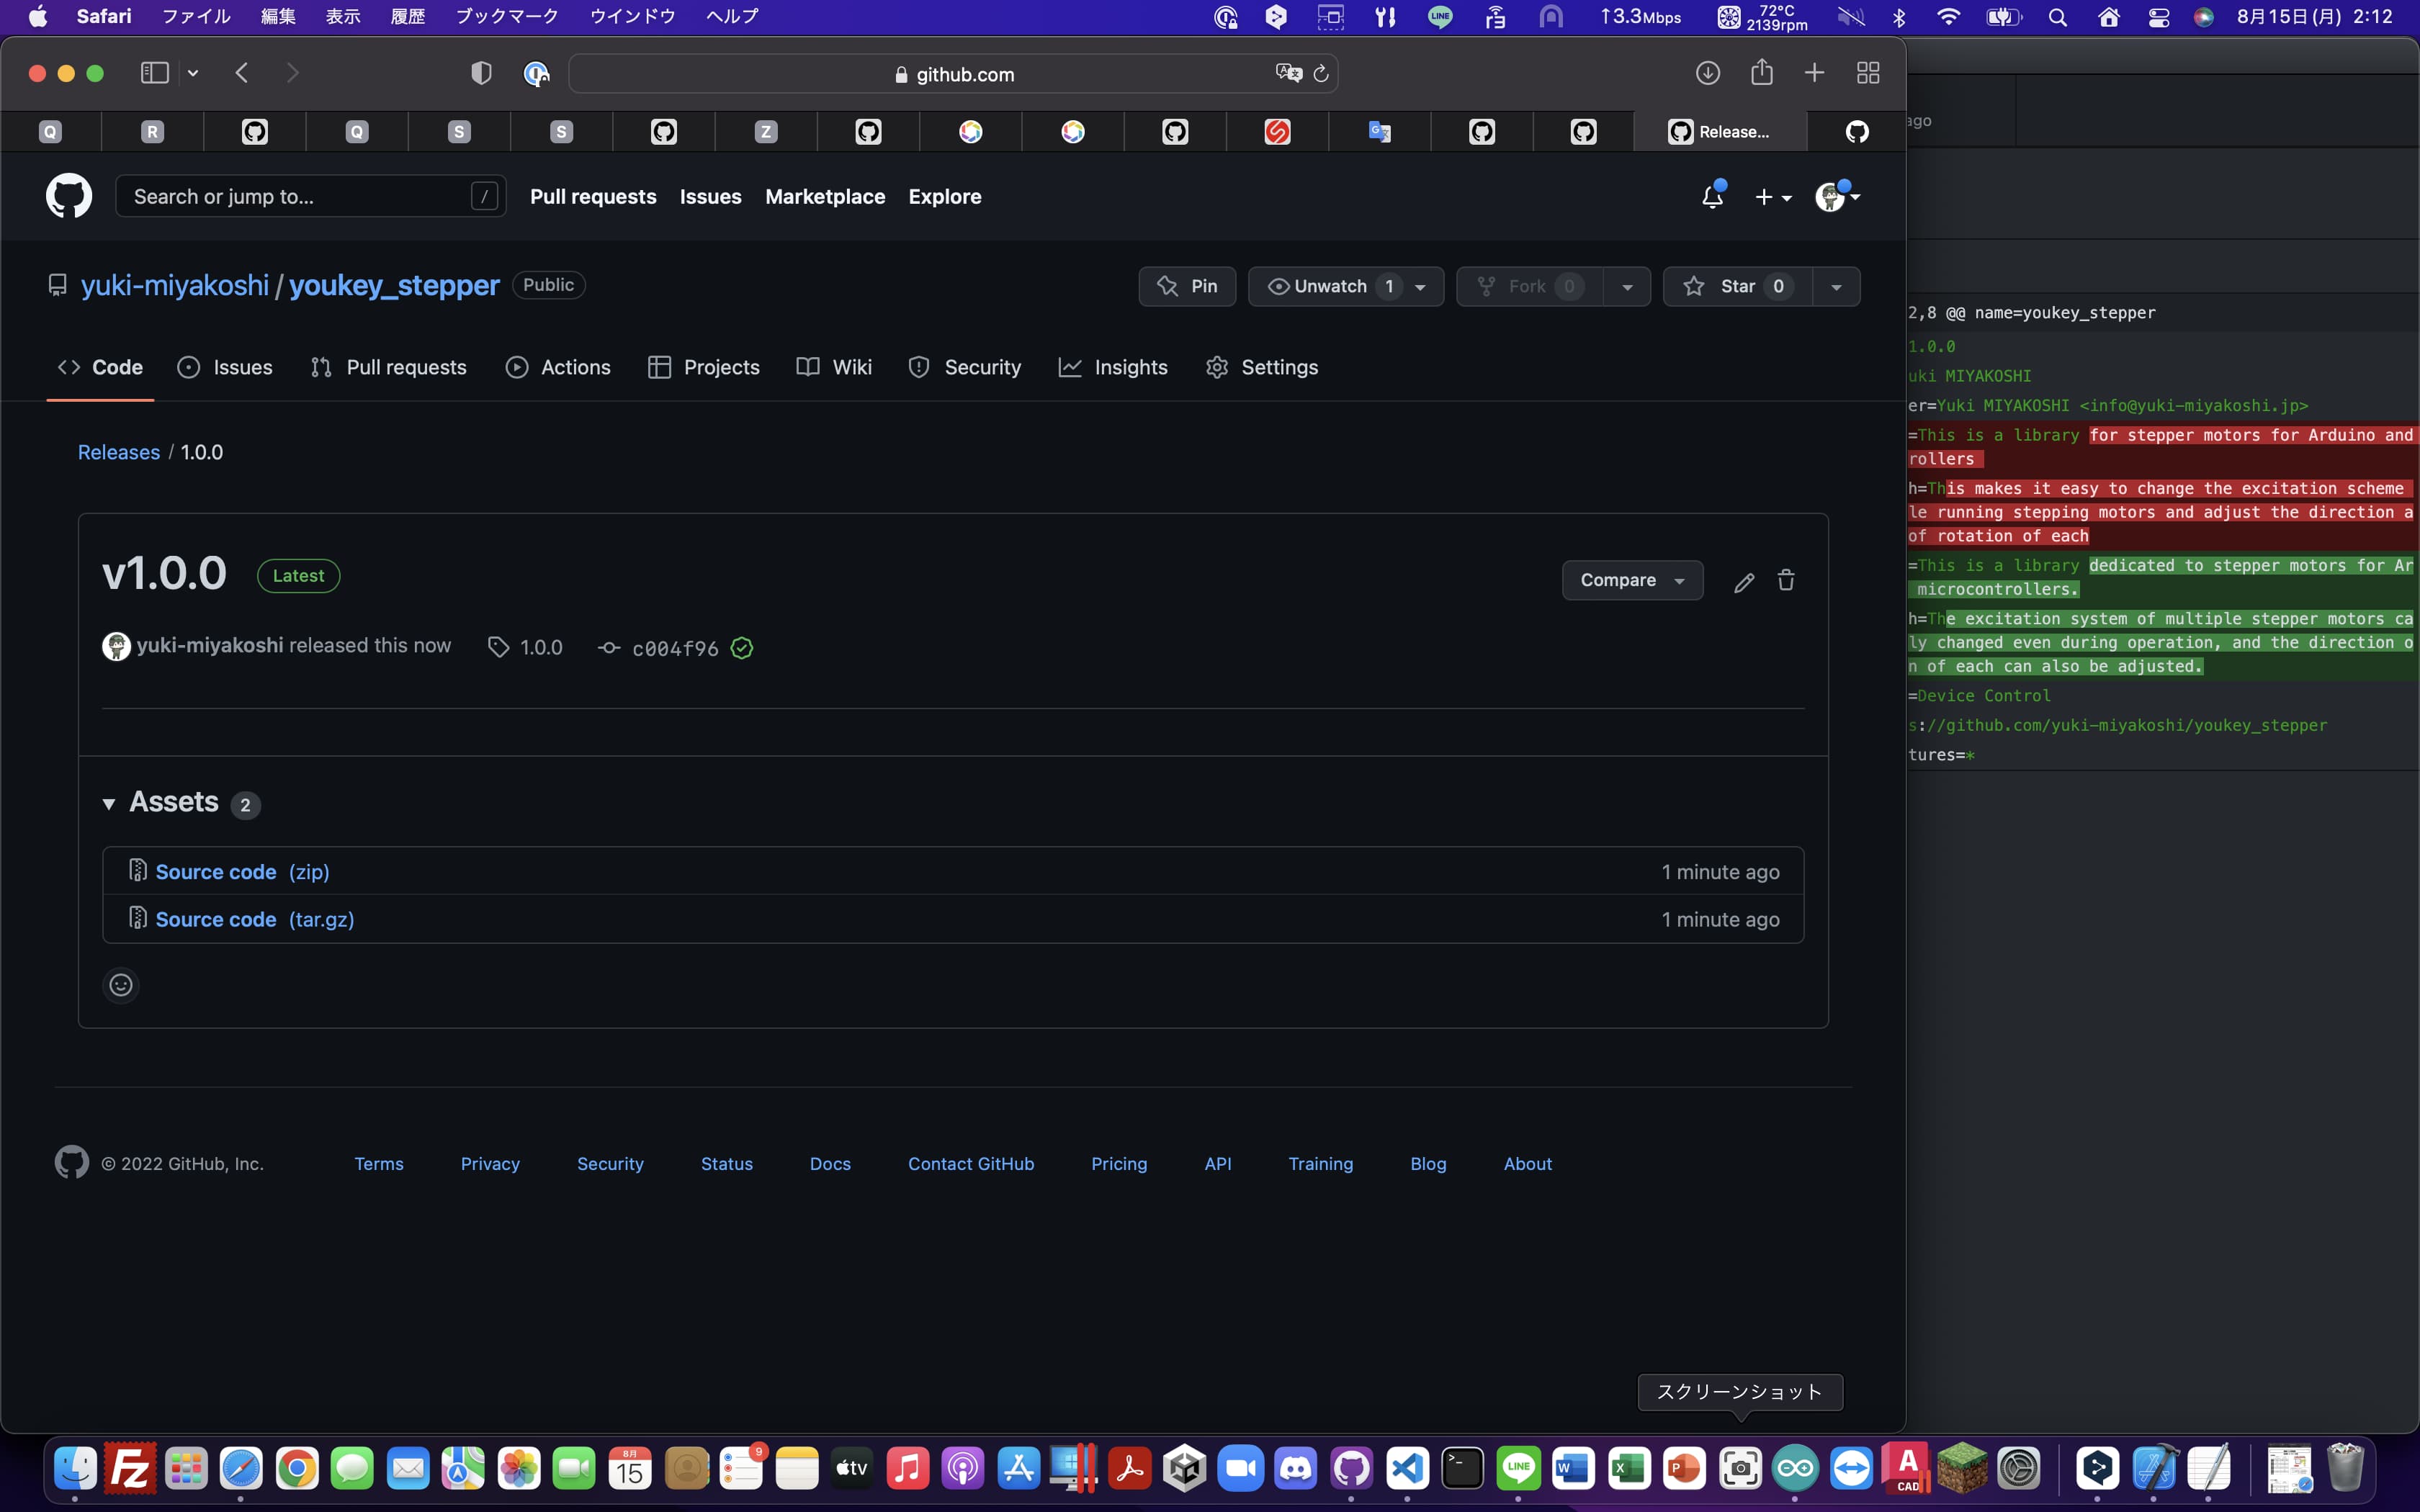 Safari ファイル 編集 表示 履歴 ブックマーク ウインドウ ヘルプ LINE ↑3.3Mbps 72°C 2139rpm 8月15日(月) 2:12
github.com
Q R Q S S Z Release...
Search or jump to... / Pull requests Issues Marketplace Explore
yuki-miyakoshi / youkey_stepper Public Pin Unwatch 1 Fork 0 Star 0
Code Issues Pull requests Actions Projects Wiki Security Insights Settings
Releases / 1.0.0
v1.0.0 Latest Compare
yuki-miyakoshi released this now 1.0.0 c004f96
Assets 2
Source code (zip) 1 minute ago
Source code (tar.gz) 1 minute ago
© 2022 GitHub, Inc. Terms Privacy Security Status Docs Contact GitHub Pricing API Training Blog About
ago
2,8 @@ name=youkey_stepper
1.0.0
uki MIYAKOSHI
er=Yuki MIYAKOSHI <info@yuki-miyakoshi.jp>
=This is a library for stepper motors for Arduino and
rollers
h=This makes it easy to change the excitation scheme
le running stepping motors and adjust the direction a
of rotation of each
=This is a library dedicated to stepper motors for Ar
microcontrollers.
h=The excitation system of multiple stepper motors ca
ly changed even during operation, and the direction o
n of each can also be adjusted.
=Device Control
s://github.com/yuki-miyakoshi/youkey_stepper
tures=*
スクリーンショット
Fz 8月 15 9 tv >_ LINE W X P A CAD